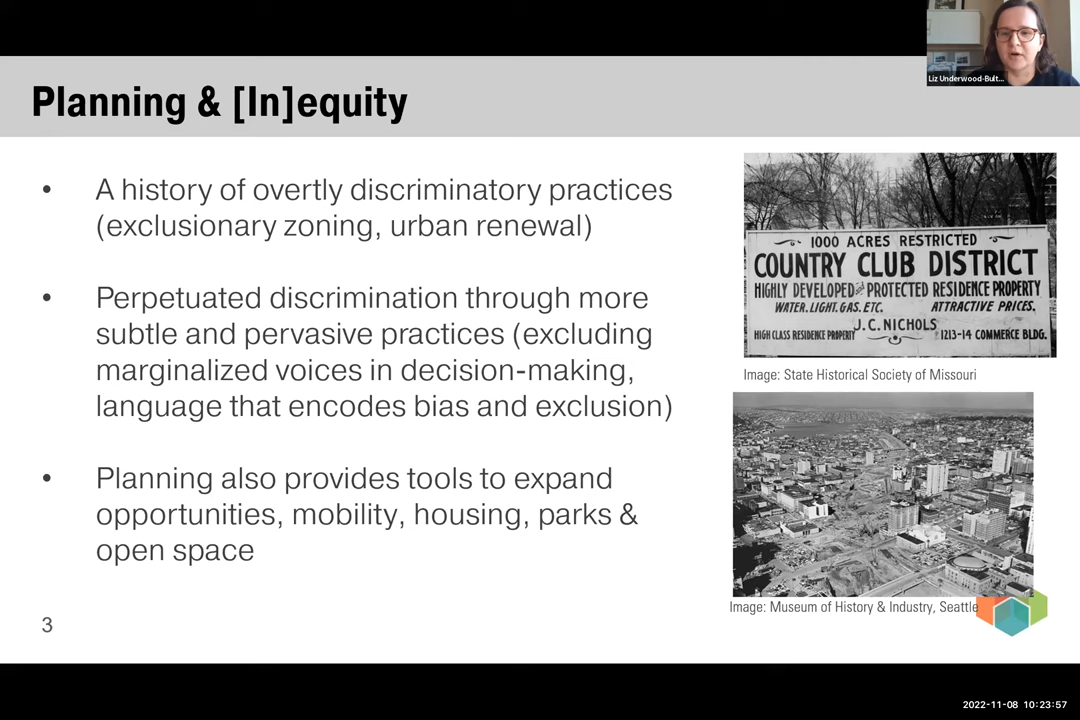 Liz Underwood-Bult...
Planning & [In]equity
• A history of overtly discriminatory practices
(exclusionary zoning, urban renewal)
• Perpetuated discrimination through more
subtle and pervasive practices (excluding
marginalized voices in decision-making,
language that encodes bias and exclusion)
• Planning also provides tools to expand
opportunities, mobility, housing, parks &
open space
3
1000 ACRES RESTRICTED
COUNTRY CLUB DISTRICT
HIGHLY DEVELOPED AND PROTECTED RESIDENCE PROPERTY
WATER, LIGHT, GAS, ETC. ATTRACTIVE PRICES.
J.C. NICHOLS
HIGH CLASS RESIDENCE PROPERTY 1213-14 COMMERCE BLDG.
Image: State Historical Society of Missouri
Image: Museum of History & Industry, Seattle
2022-11-08 10:23:57